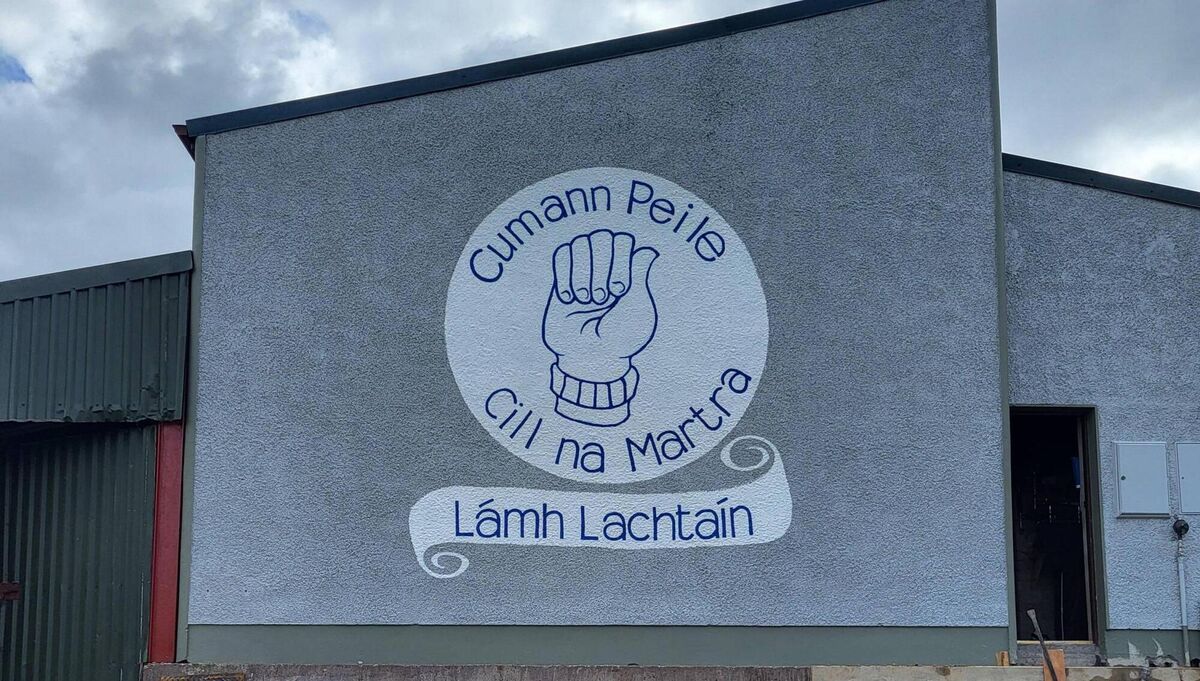 Cumann Peile
Cill na Martra
Lámh Lachtaín